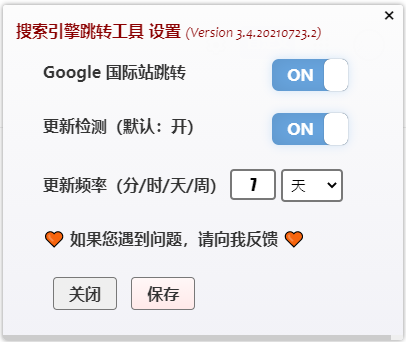 ×
搜索引擎跳转工具 设置 (Version 3.4.20210723.2)
Google 国际站跳转 ON
更新检测（默认：开） ON
更新频率（分/时/天/周） 7 天
🧡 如果您遇到问题，请向我反馈 🧡
关闭 保存